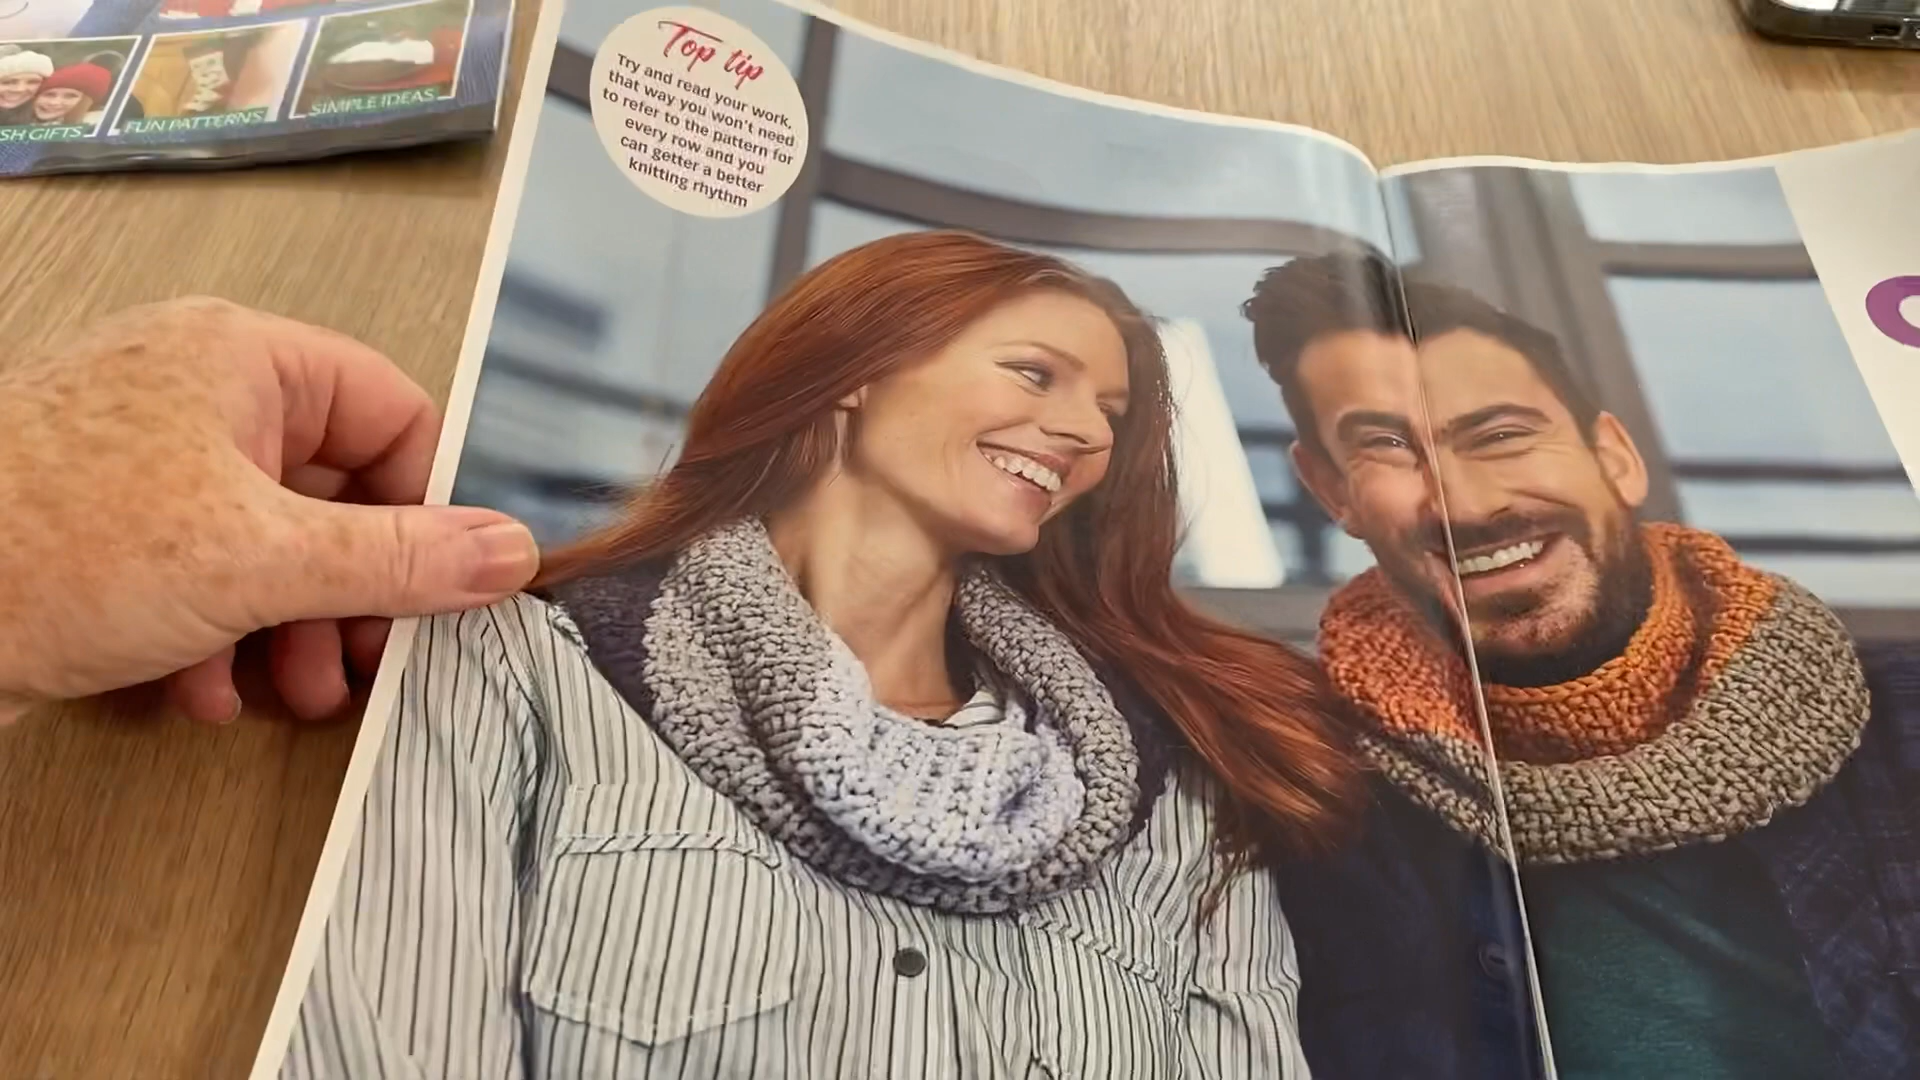 Top tip
Try and read your work,
that way you won't need
to refer to the pattern for
every row and you
can getter a better
knitting rhythm
SH GIFTS
FUN PATTERNS
SIMPLE IDEAS